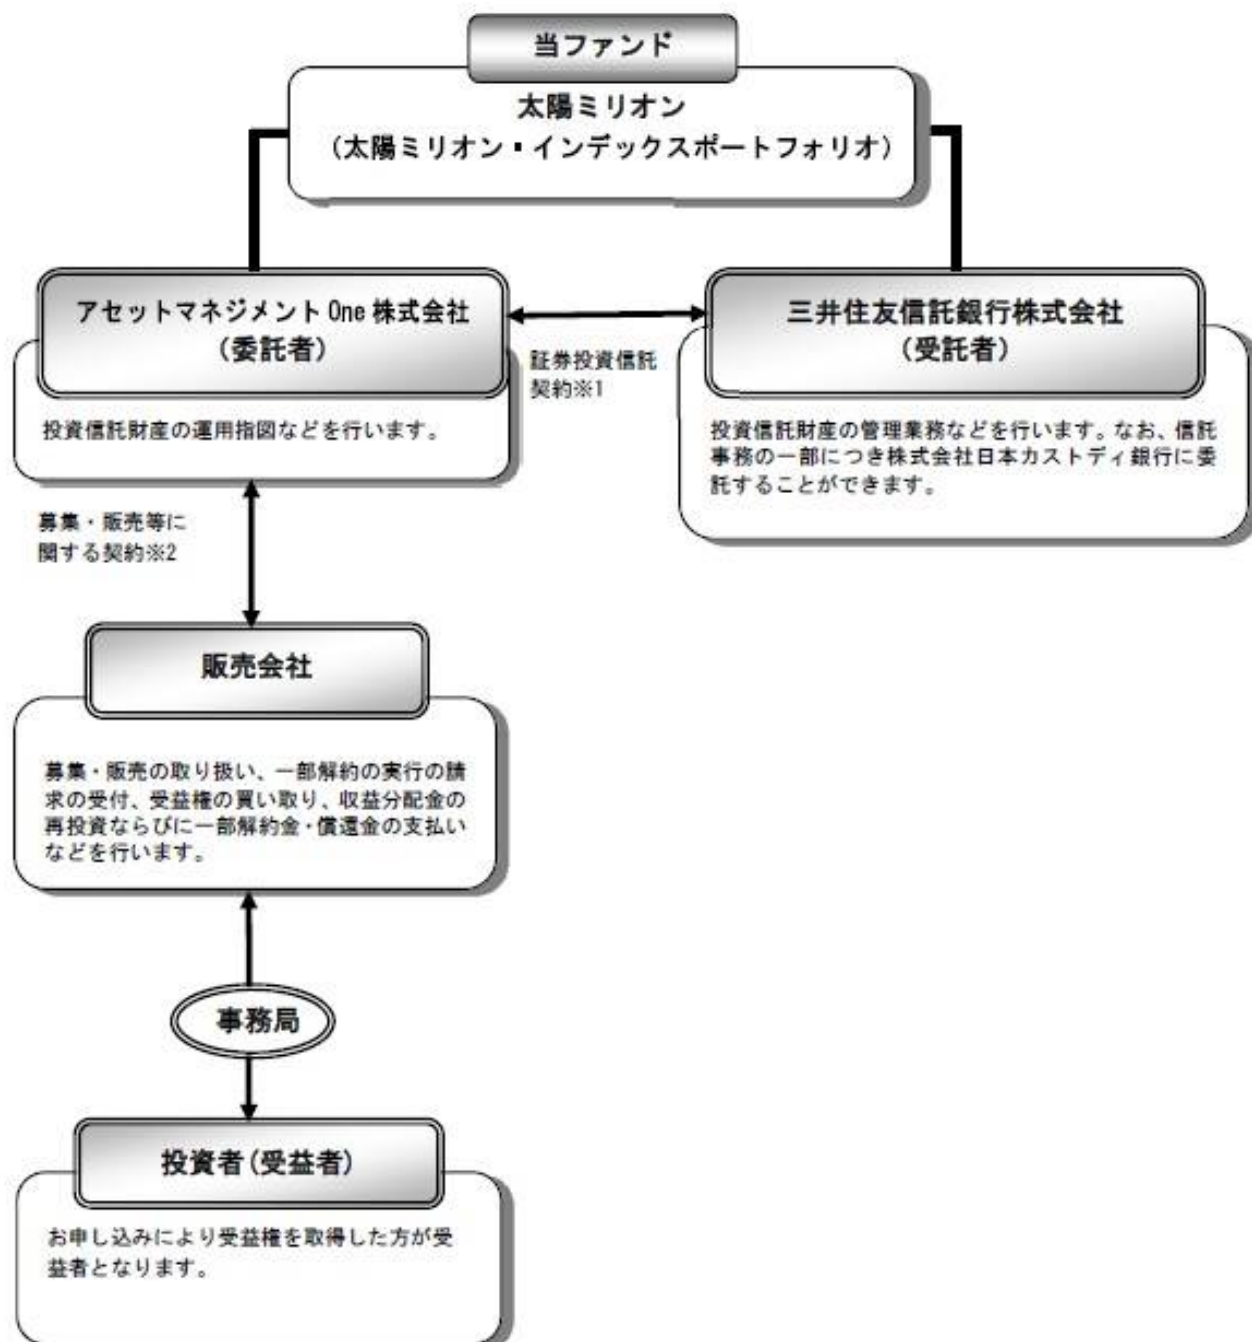 当ファンド
太陽ミリオン
（太陽ミリオン・インデックスポートフォリオ）
アセットマネジメント One 株式会社
（委託者）
投資信託財産の運用指図などを行います。
証券投資信託
契約※1
三井住友信託銀行株式会社
（受託者）
投資信託財産の管理業務などを行います。なお、信託
事務の一部につき株式会社日本カストディ銀行に委
託することができます。
募集・販売等に
関する契約※2
販売会社
募集・販売の取り扱い、一部解約の実行の請
求の受付、受益権の買い取り、収益分配金の
再投資ならびに一部解約金・償還金の支払い
などを行います。
事務局
投資者(受益者)
お申し込みにより受益権を取得した方が受
益者となります。